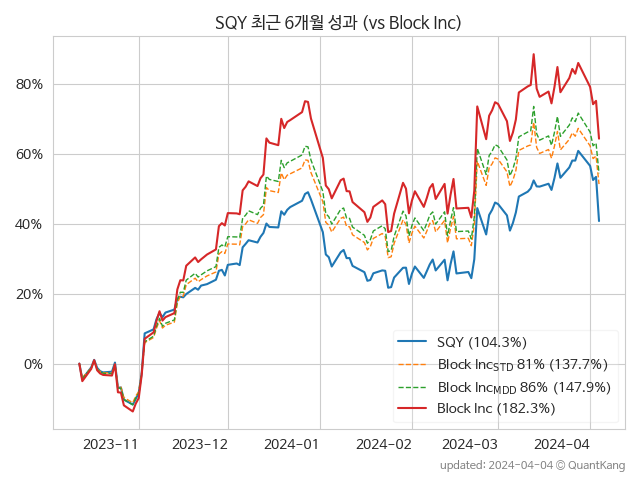 SQY 최근 6개월 성과 (vs Block Inc)
80%
60%
40%
20%
0%
SQY (104.3%)
Block Inc_STD 81% (137.7%)
Block Inc_MDD 86% (147.9%)
Block Inc (182.3%)
2023−11 2023−12 2024−01 2024−02 2024−03 2024−04
updated: 2024-04-04 © QuantKang